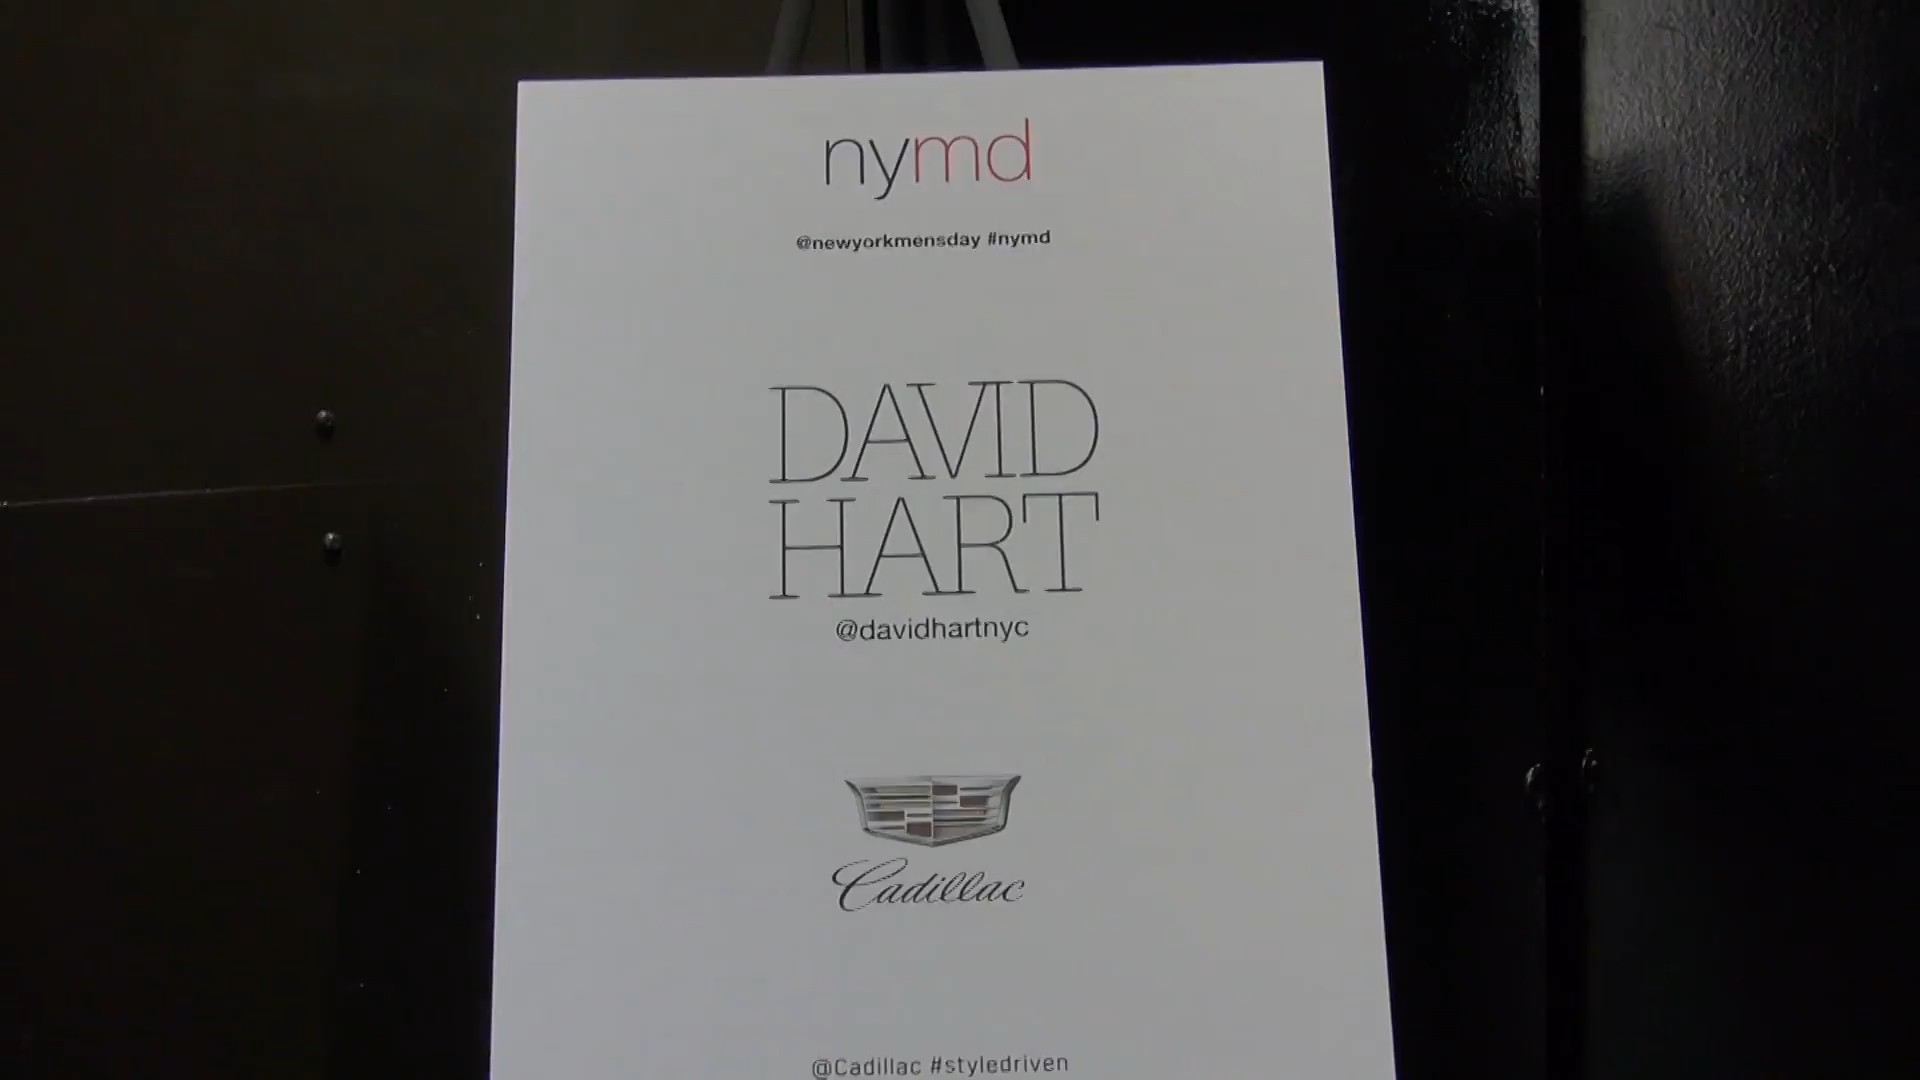 nymd
@newyorkmensday #nymd
DAVID
HART
@davidhartnyc
Cadillac
@Cadillac #styledriven